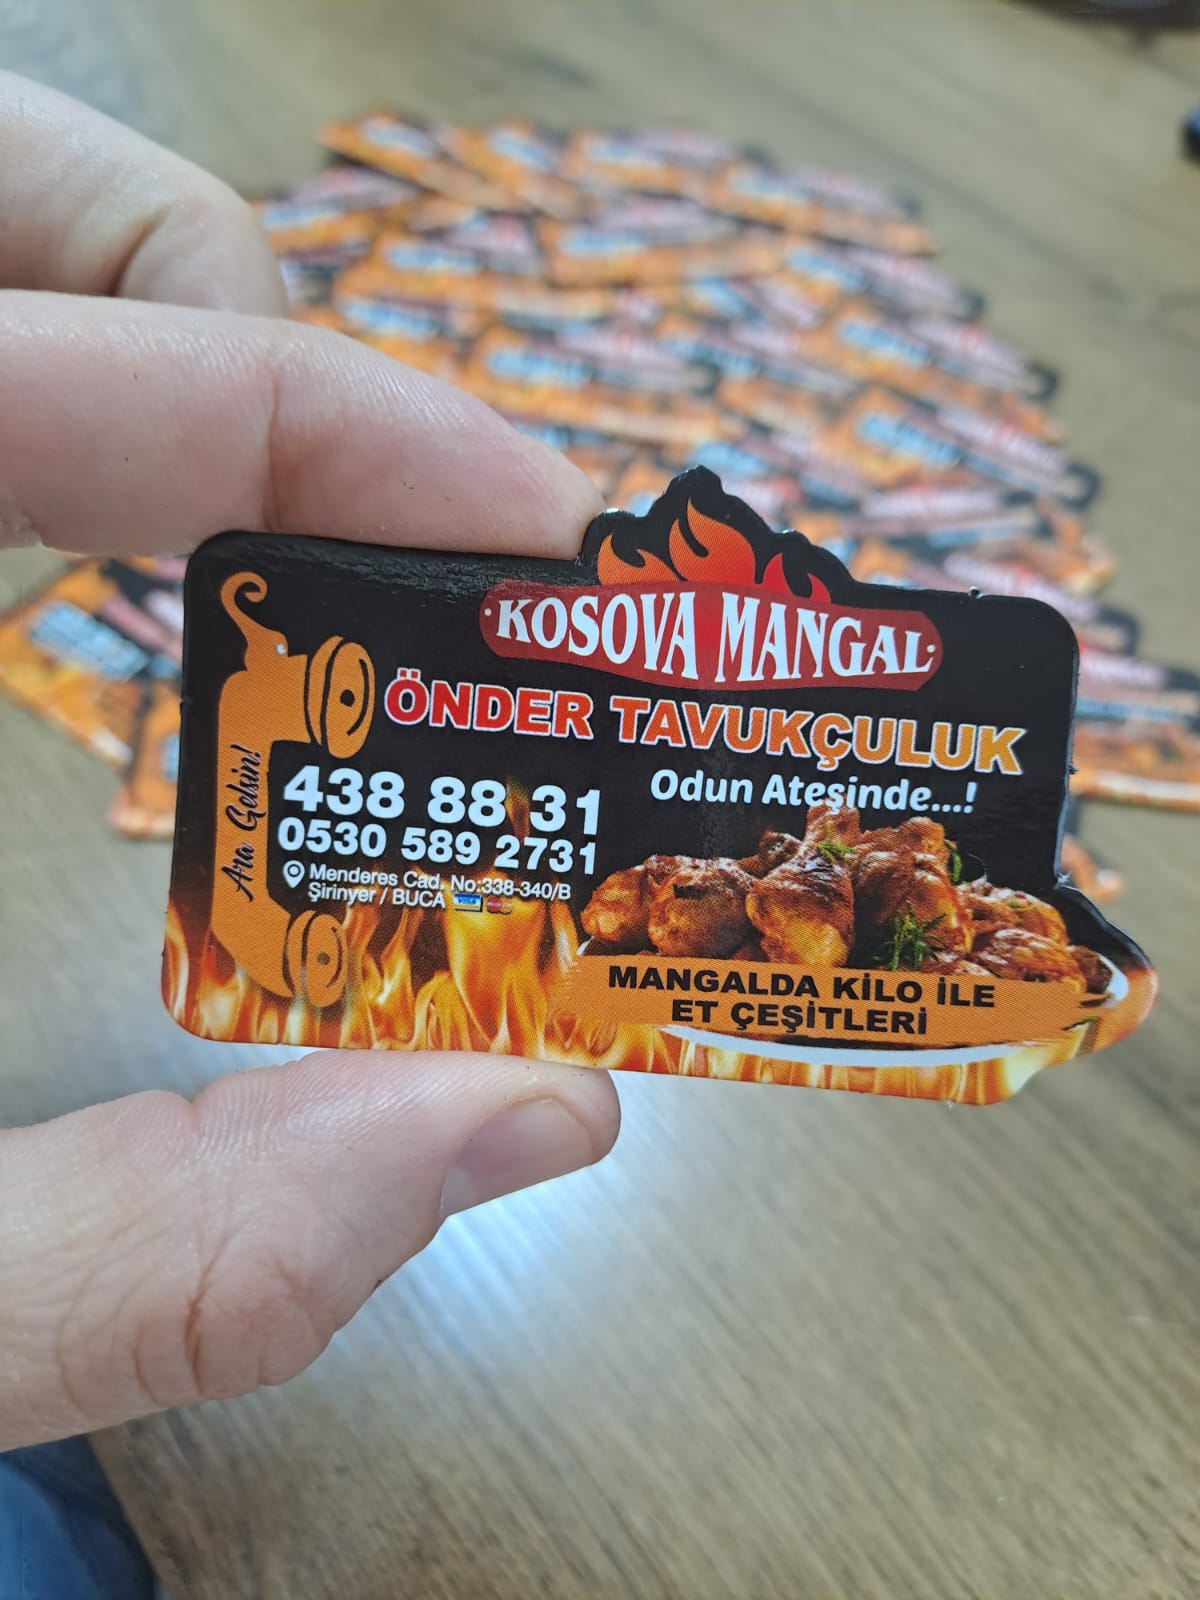 ·KOSOVA MANGAL·
ÖNDER TAVUKÇULUK
Odun Ateşinde...!
Ara Gelsin!
438 88 31
0530 589 2731
Menderes Cad. No:338-340/B
Şirinyer / BUCA
VISA
MANGALDA KİLO İLE
ET ÇEŞİTLERİ